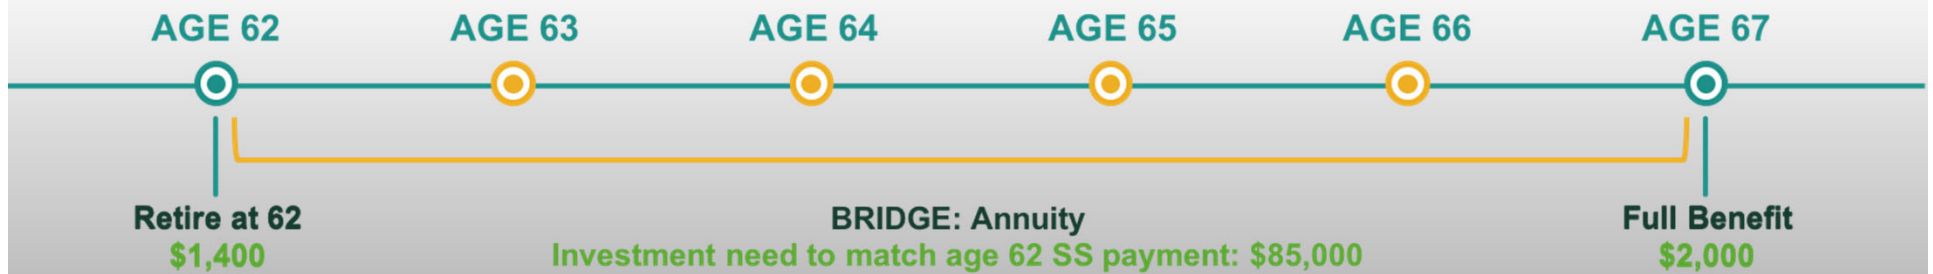 AGE 62 AGE 63 AGE 64 AGE 65 AGE 66 AGE 67
Retire at 62
$1,400
BRIDGE: Annuity
Investment need to match age 62 SS payment: $85,000
Full Benefit
$2,000